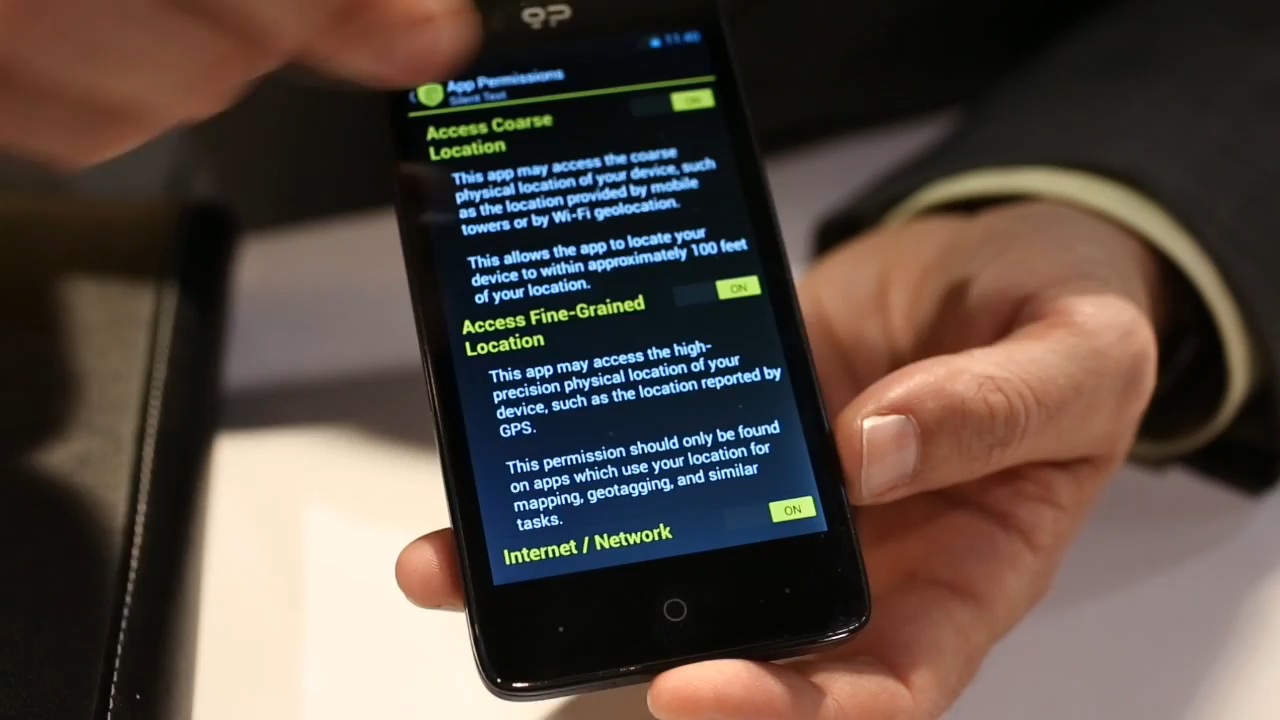 11:40
App Permissions
Silent Text
ON
Access Coarse
Location
This app may access the coarse
physical location of your device, such
as the location provided by mobile
towers or by Wi-Fi geolocation.
This allows the app to locate your
device to within approximately 100 feet
of your location.
ON
Access Fine-Grained
Location
This app may access the high-
precision physical location of your
device, such as the location reported by
GPS.
This permission should only be found
on apps which use your location for
mapping, geotagging, and similar
tasks.
ON
Internet / Network